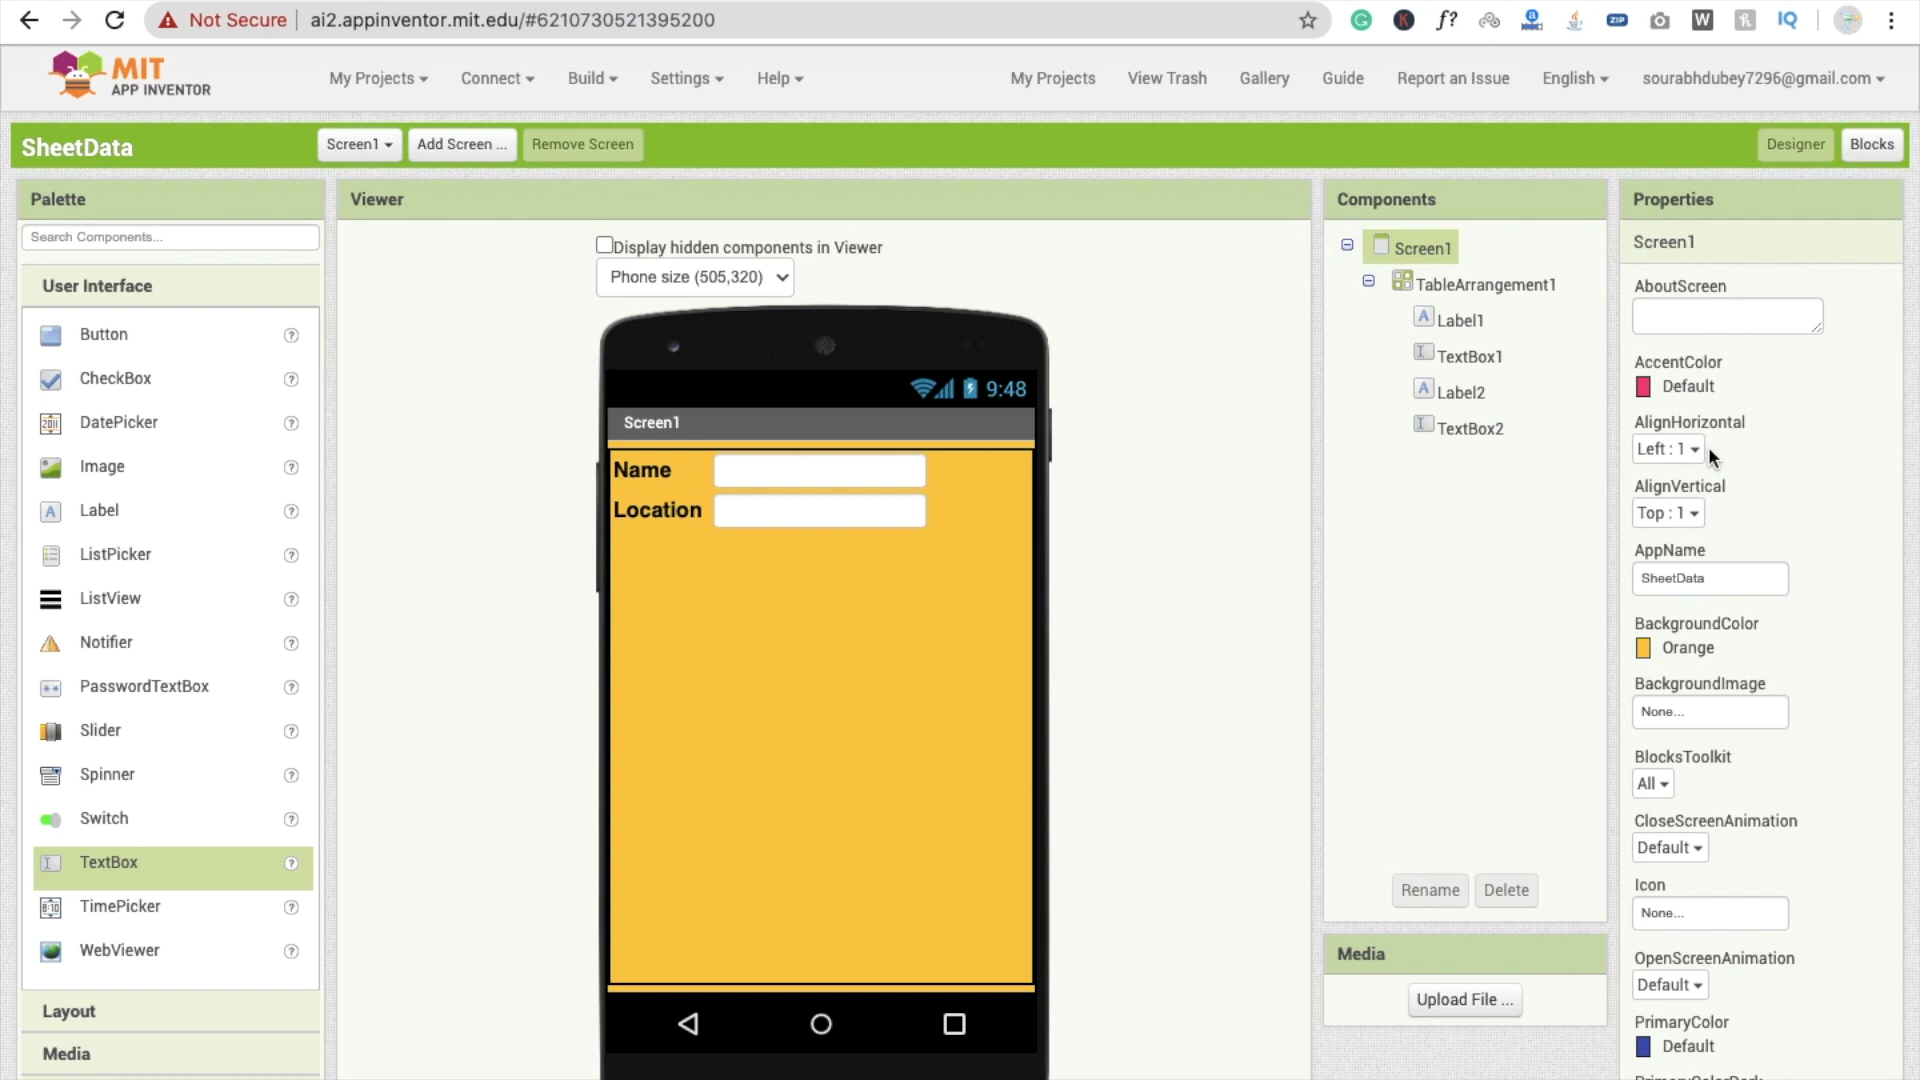 Not Secure ai2.appinventor.mit.edu/#6210730521395200
MIT
APP INVENTOR
My Projects Connect Build Settings Help My Projects View Trash Gallery Guide Report an Issue English sourabhdubey7296@gmail.com
SheetData Screen1 Add Screen ... Remove Screen Designer Blocks
Palette
Search Components...
User Interface
Button ?
CheckBox ?
DatePicker ?
Image ?
Label ?
ListPicker ?
ListView ?
Notifier ?
PasswordTextBox ?
Slider ?
Spinner ?
Switch ?
TextBox ?
TimePicker ?
WebViewer ?
Layout
Media
Viewer
Display hidden components in Viewer
Phone size (505,320)
9:48
Screen1
Name
Location
Components
Screen1
TableArrangement1
Label1
TextBox1
Label2
TextBox2
Rename Delete
Media
Upload File ...
Properties
Screen1
AboutScreen
AccentColor
Default
AlignHorizontal
Left : 1
AlignVertical
Top : 1
AppName
SheetData
BackgroundColor
Orange
BackgroundImage
None...
BlocksToolkit
All
CloseScreenAnimation
Default
Icon
None...
OpenScreenAnimation
Default
PrimaryColor
Default